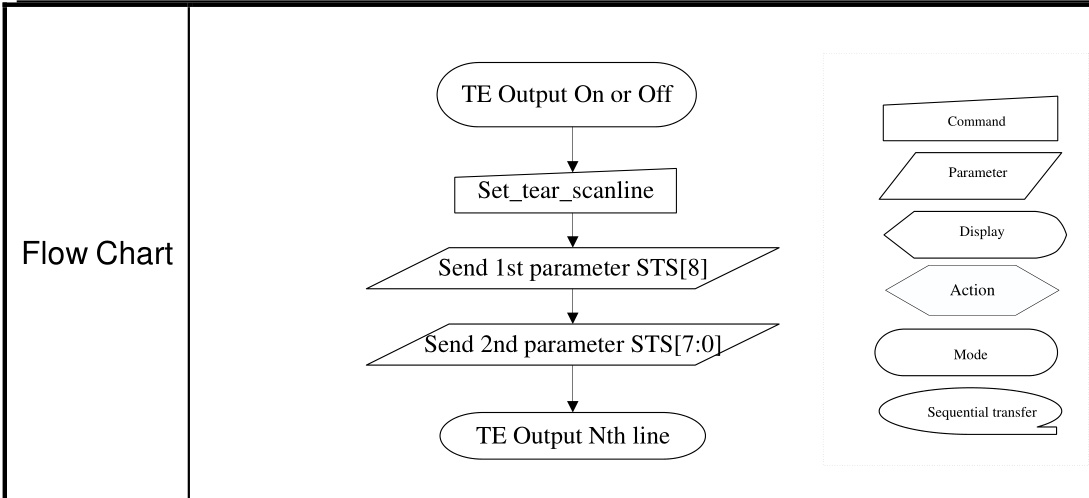 Flow Chart
TE Output On or Off
Set_tear_scanline
Send 1st parameter STS[8]
Send 2nd parameter STS[7:0]
TE Output Nth line
Command
Parameter
Display
Action
Mode
Sequential transfer